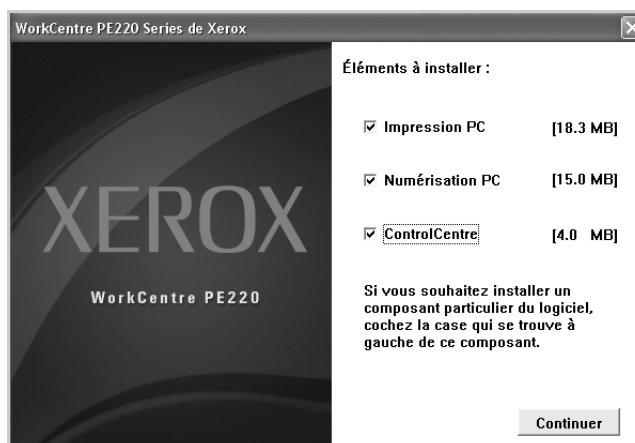 WorkCentre PE220 Series de Xerox
XEROX
WorkCentre PE220
Éléments à installer :
Impression PC [18.3 MB]
Numérisation PC [15.0 MB]
ControlCentre [4.0 MB]
Si vous souhaitez installer un
composant particulier du logiciel,
cochez la case qui se trouve à
gauche de ce composant.
Continuer